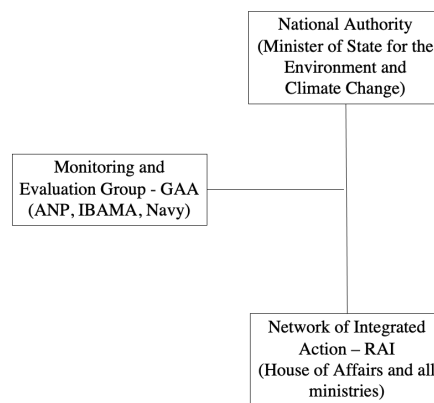 National Authority
(Minister of State for the
Environment and
Climate Change)
Monitoring and
Evaluation Group - GAA
(ANP, IBAMA, Navy)
Network of Integrated
Action – RAI
(House of Affairs and all
ministries)